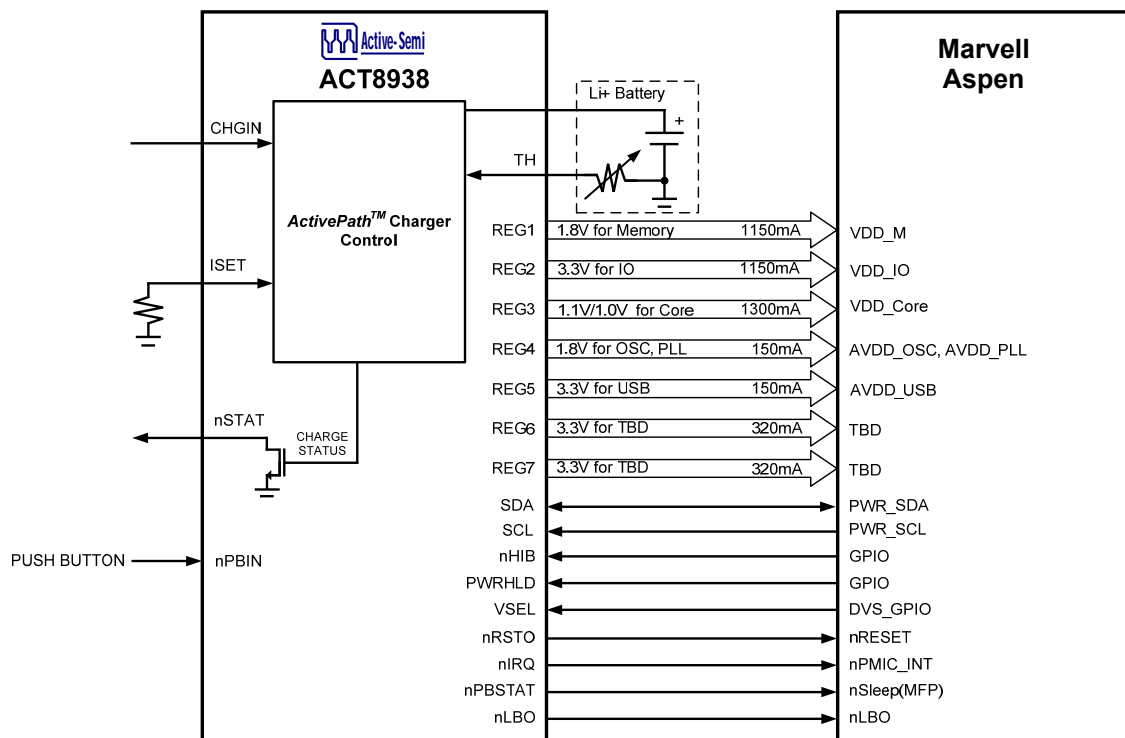 Active-Semi
ACT8938
Marvell
Aspen
Li+ Battery
+
CHGIN
TH
ActivePath™ Charger
Control
ISET
REG1 1.8V for Memory 1150mA VDD_M
REG2 3.3V for IO 1150mA VDD_IO
REG3 1.1V/1.0V for Core 1300mA VDD_Core
REG4 1.8V for OSC, PLL 150mA AVDD_OSC, AVDD_PLL
REG5 3.3V for USB 150mA AVDD_USB
REG6 3.3V for TBD 320mA TBD
REG7 3.3V for TBD 320mA TBD
nSTAT
CHARGE
STATUS
SDA PWR_SDA
SCL PWR_SCL
PUSH BUTTON nPBIN
nHIB GPIO
PWRHLD GPIO
VSEL DVS_GPIO
nRSTO nRESET
nIRQ nPMIC_INT
nPBSTAT nSleep(MFP)
nLBO nLBO